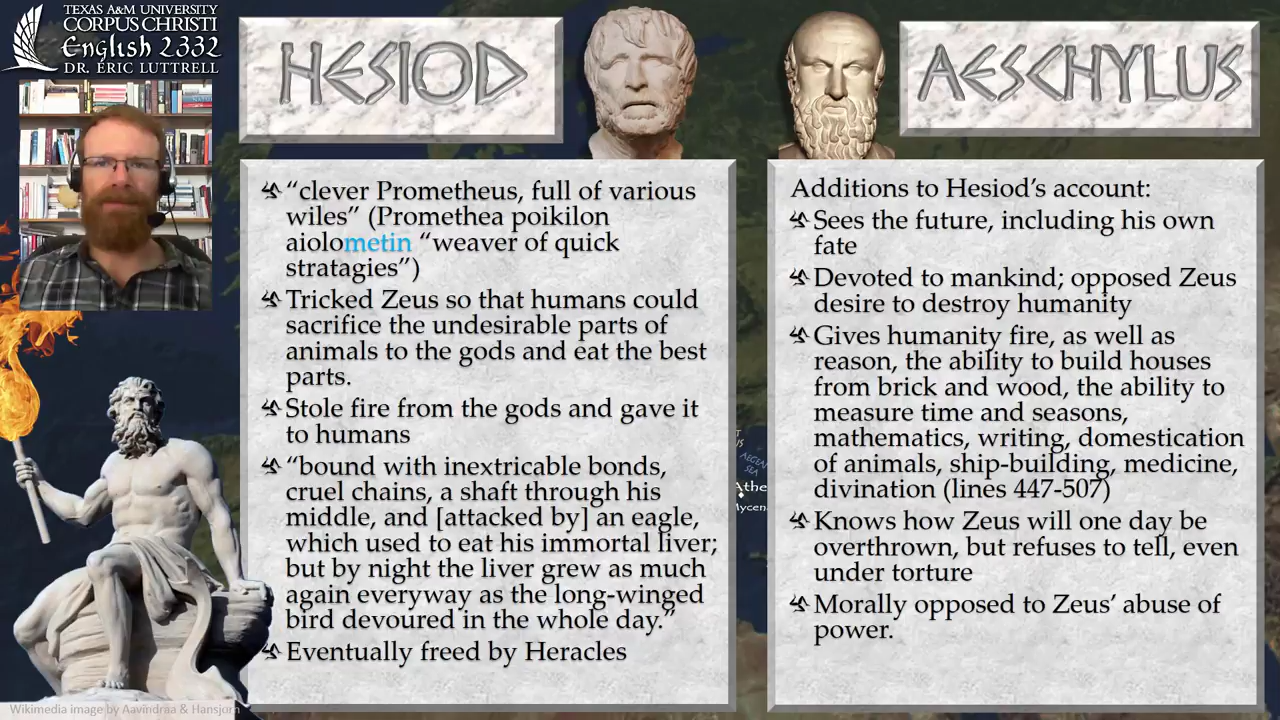 TEXAS A&M UNIVERSITY
CORPUS CHRISTI
English 2332
DR. ERIC LUTTRELL
HESIOD
AESCHYLUS
“clever Prometheus, full of various
wiles” (Promethea poikilon
aiolometin “weaver of quick
stratagies”)
Tricked Zeus so that humans could
sacrifice the undesirable parts of
animals to the gods and eat the best
parts.
Stole fire from the gods and gave it
to humans
“bound with inextricable bonds,
cruel chains, a shaft through his
middle, and [attacked by] an eagle,
which used to eat his immortal liver;
but by night the liver grew as much
again everyway as the long-winged
bird devoured in the whole day.”
Eventually freed by Heracles
Additions to Hesiod’s account:
Sees the future, including his own
fate
Devoted to mankind; opposed Zeus
desire to destroy humanity
Gives humanity fire, as well as
reason, the ability to build houses
from brick and wood, the ability to
measure time and seasons,
mathematics, writing, domestication
of animals, ship-building, medicine,
divination (lines 447-507)
Knows how Zeus will one day be
overthrown, but refuses to tell, even
under torture
Morally opposed to Zeus’ abuse of
power.
AEGEAN
SEA
Athe
Mycen
Wikimedia image by Aavindraa & Hansjorn